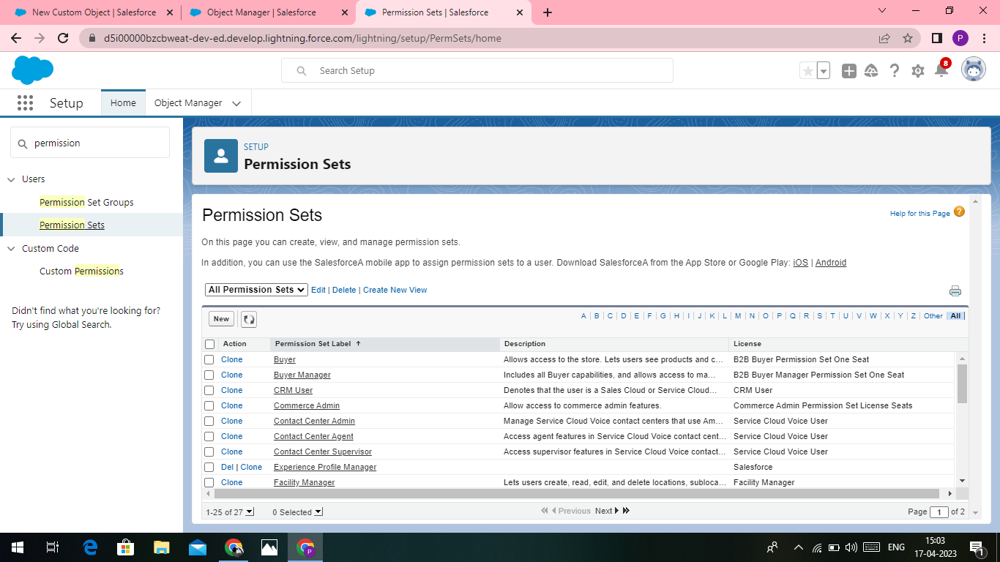 New Custom Object | Salesforce
Object Manager | Salesforce
Permission Sets | Salesforce
d5i00000bzcbweat-dev-ed.develop.lightning.force.com/lightning/setup/PermSets/home
P
Search Setup
8
Setup
Home
Object Manager
permission
Users
Permission Set Groups
Permission Sets
Custom Code
Custom Permissions
Didn't find what you're looking for?
Try using Global Search.
SETUP
Permission Sets
Permission Sets
Help for this Page ?
On this page you can create, view, and manage permission sets.
In addition, you can use the SalesforceA mobile app to assign permission sets to a user. Download SalesforceA from the App Store or Google Play: iOS | Android
All Permission Sets Edit | Delete | Create New View
New
A B C D E F G H I J K L M N O P Q R S T U V W X Y Z Other All
Action Permission Set Label Description License
Clone Buyer Allows access to the store. Lets users see products and c... B2B Buyer Permission Set One Seat
Clone Buyer Manager Includes all Buyer capabilities, and allows access to ma... B2B Buyer Manager Permission Set One Seat
Clone CRM User Denotes that the user is a Sales Cloud or Service Cloud... CRM User
Clone Commerce Admin Allow access to commerce admin features. Commerce Admin Permission Set License Seats
Clone Contact Center Admin Manage Service Cloud Voice contact centers that use Am... Service Cloud Voice User
Clone Contact Center Agent Access agent features in Service Cloud Voice contact cent... Service Cloud Voice User
Clone Contact Center Supervisor Access supervisor features in Service Cloud Voice contact... Service Cloud Voice User
Del | Clone Experience Profile Manager Salesforce
Clone Facility Manager Lets users create, read, edit, and delete locations, subloca... Facility Manager
1-25 of 27 0 Selected Previous Next Page 1 of 2
P
ENG
15:03
17-04-2023
1